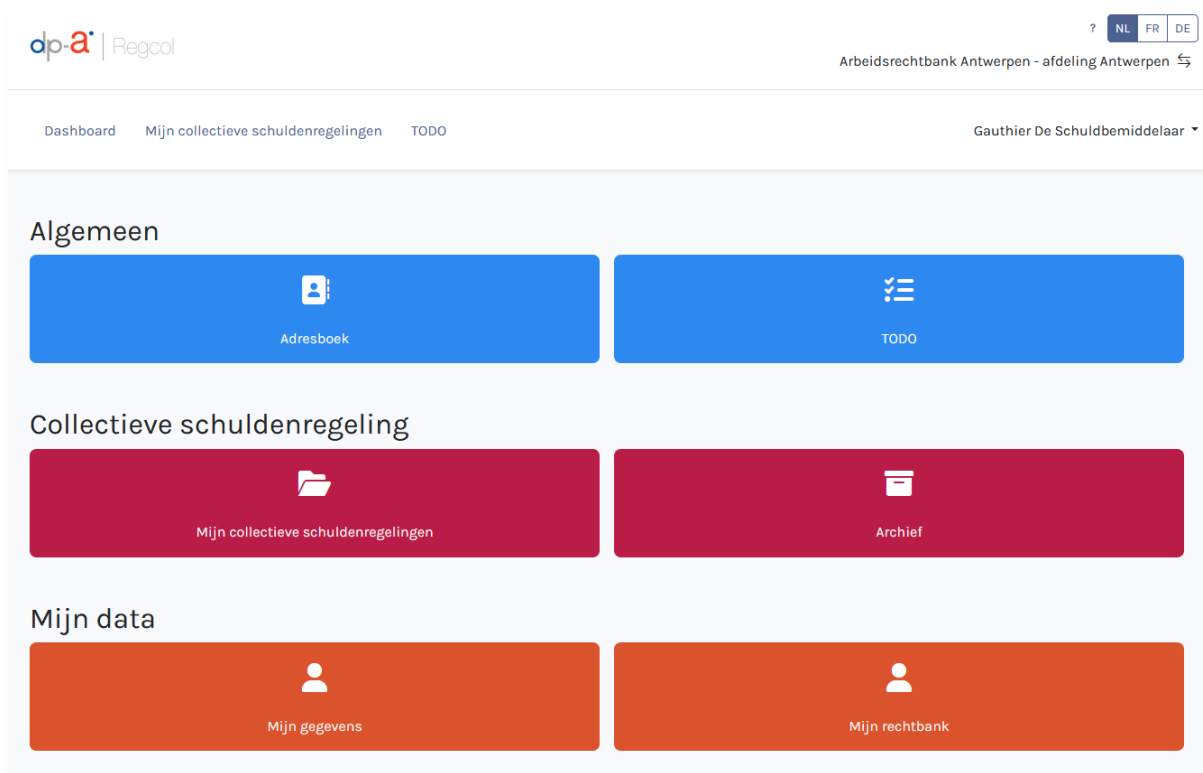 dp-a | Regcol
? NL FR DE
Arbeidsrechtbank Antwerpen - afdeling Antwerpen
Dashboard Mijn collectieve schuldenregelingen TODO Gauthier De Schuldbemiddelaar
Algemeen
Adresboek TODO
Collectieve schuldenregeling
Mijn collectieve schuldenregelingen Archief
Mijn data
Mijn gegevens Mijn rechtbank